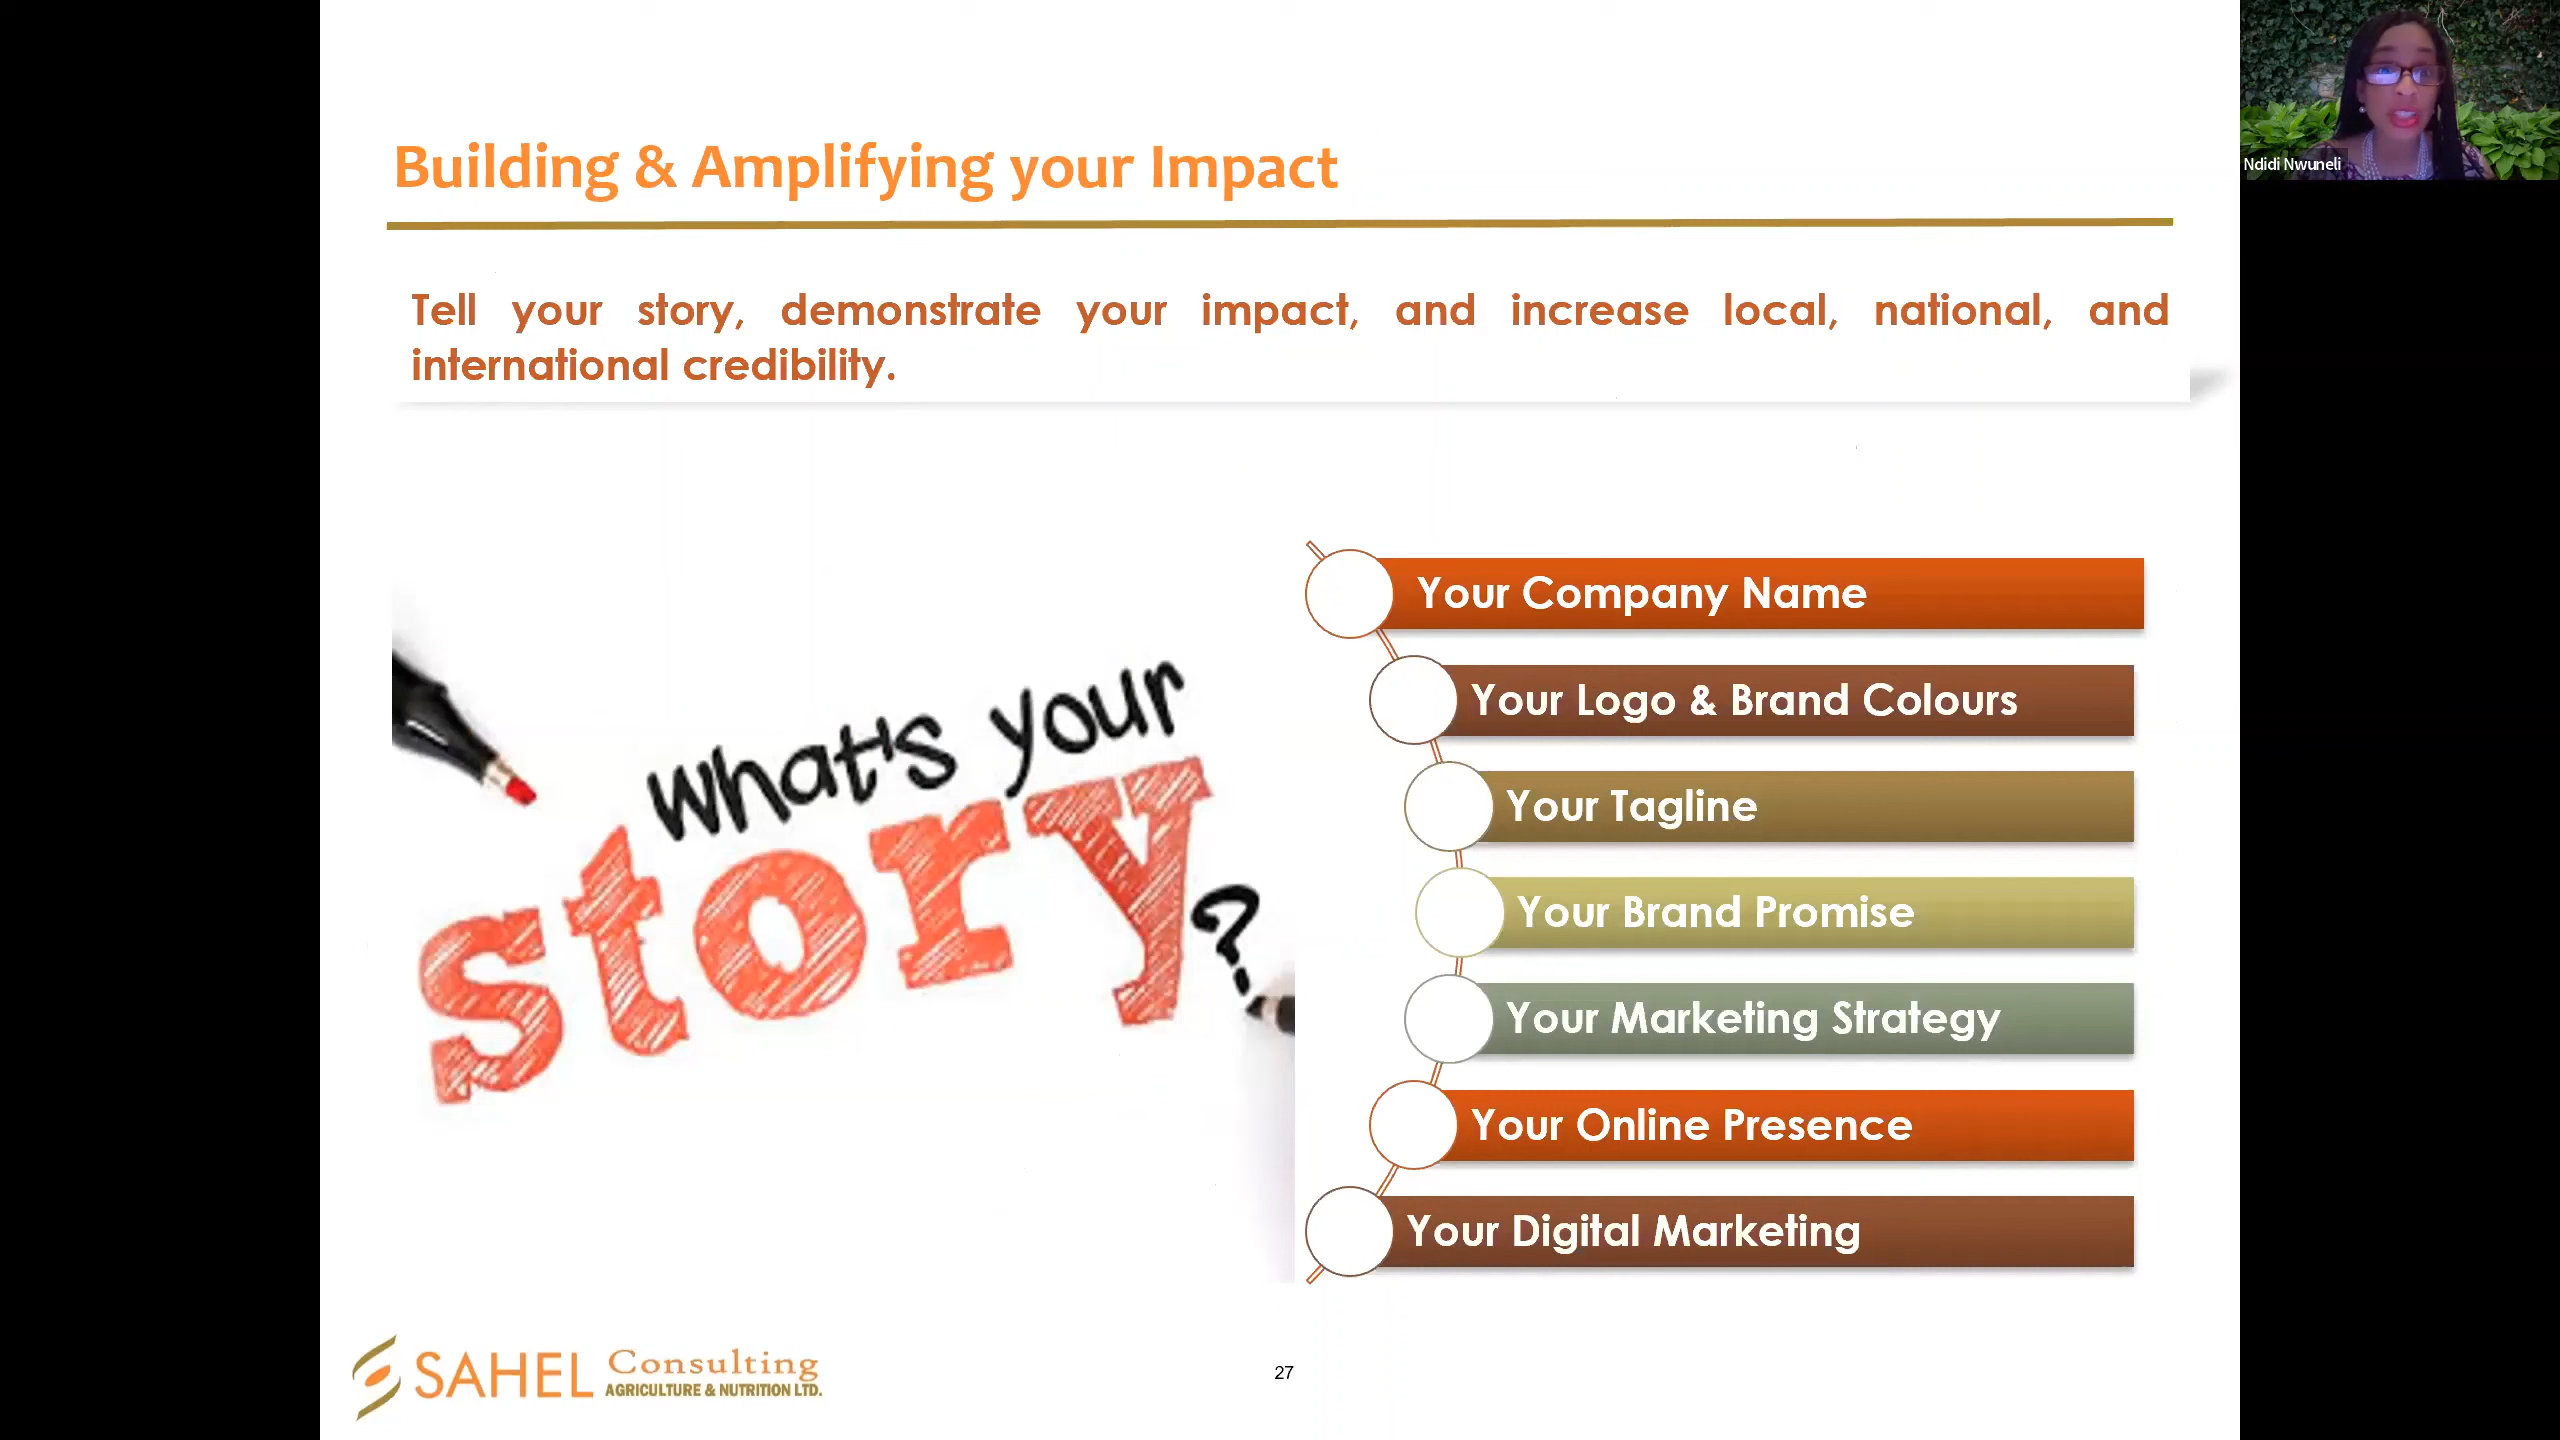 Building & Amplifying your Impact
Ndidi Nwuneli
Tell your story, demonstrate your impact, and increase local, national, and
international credibility.
what's your
story?
Your Company Name
Your Logo & Brand Colours
Your Tagline
Your Brand Promise
Your Marketing Strategy
Your Online Presence
Your Digital Marketing
SAHEL Consulting
AGRICULTURE & NUTRITION LTD.
27